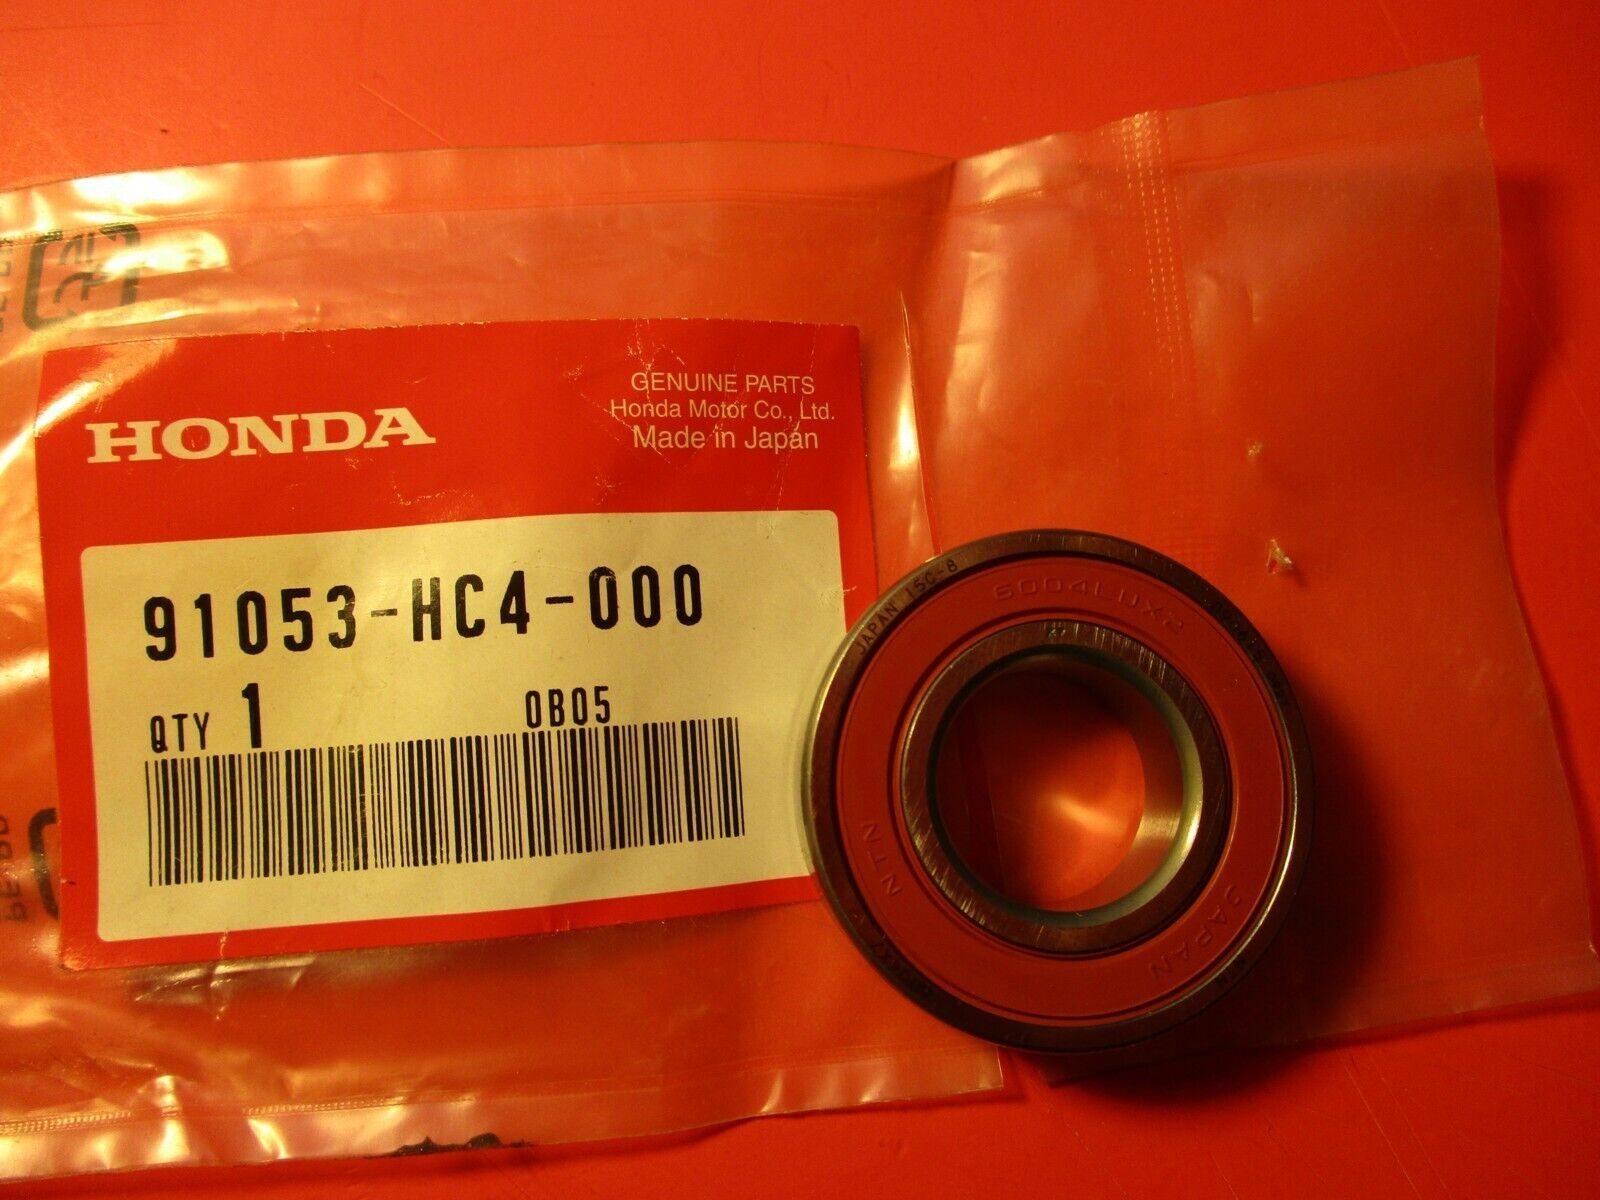 HONDA
GENUINE PARTS
Honda Motor Co., Ltd.
Made in Japan
91053-HC4-000
QTY 1
0B05
JAPAN 15C-8
6004LUX2
NTN
JAPAN
NTN